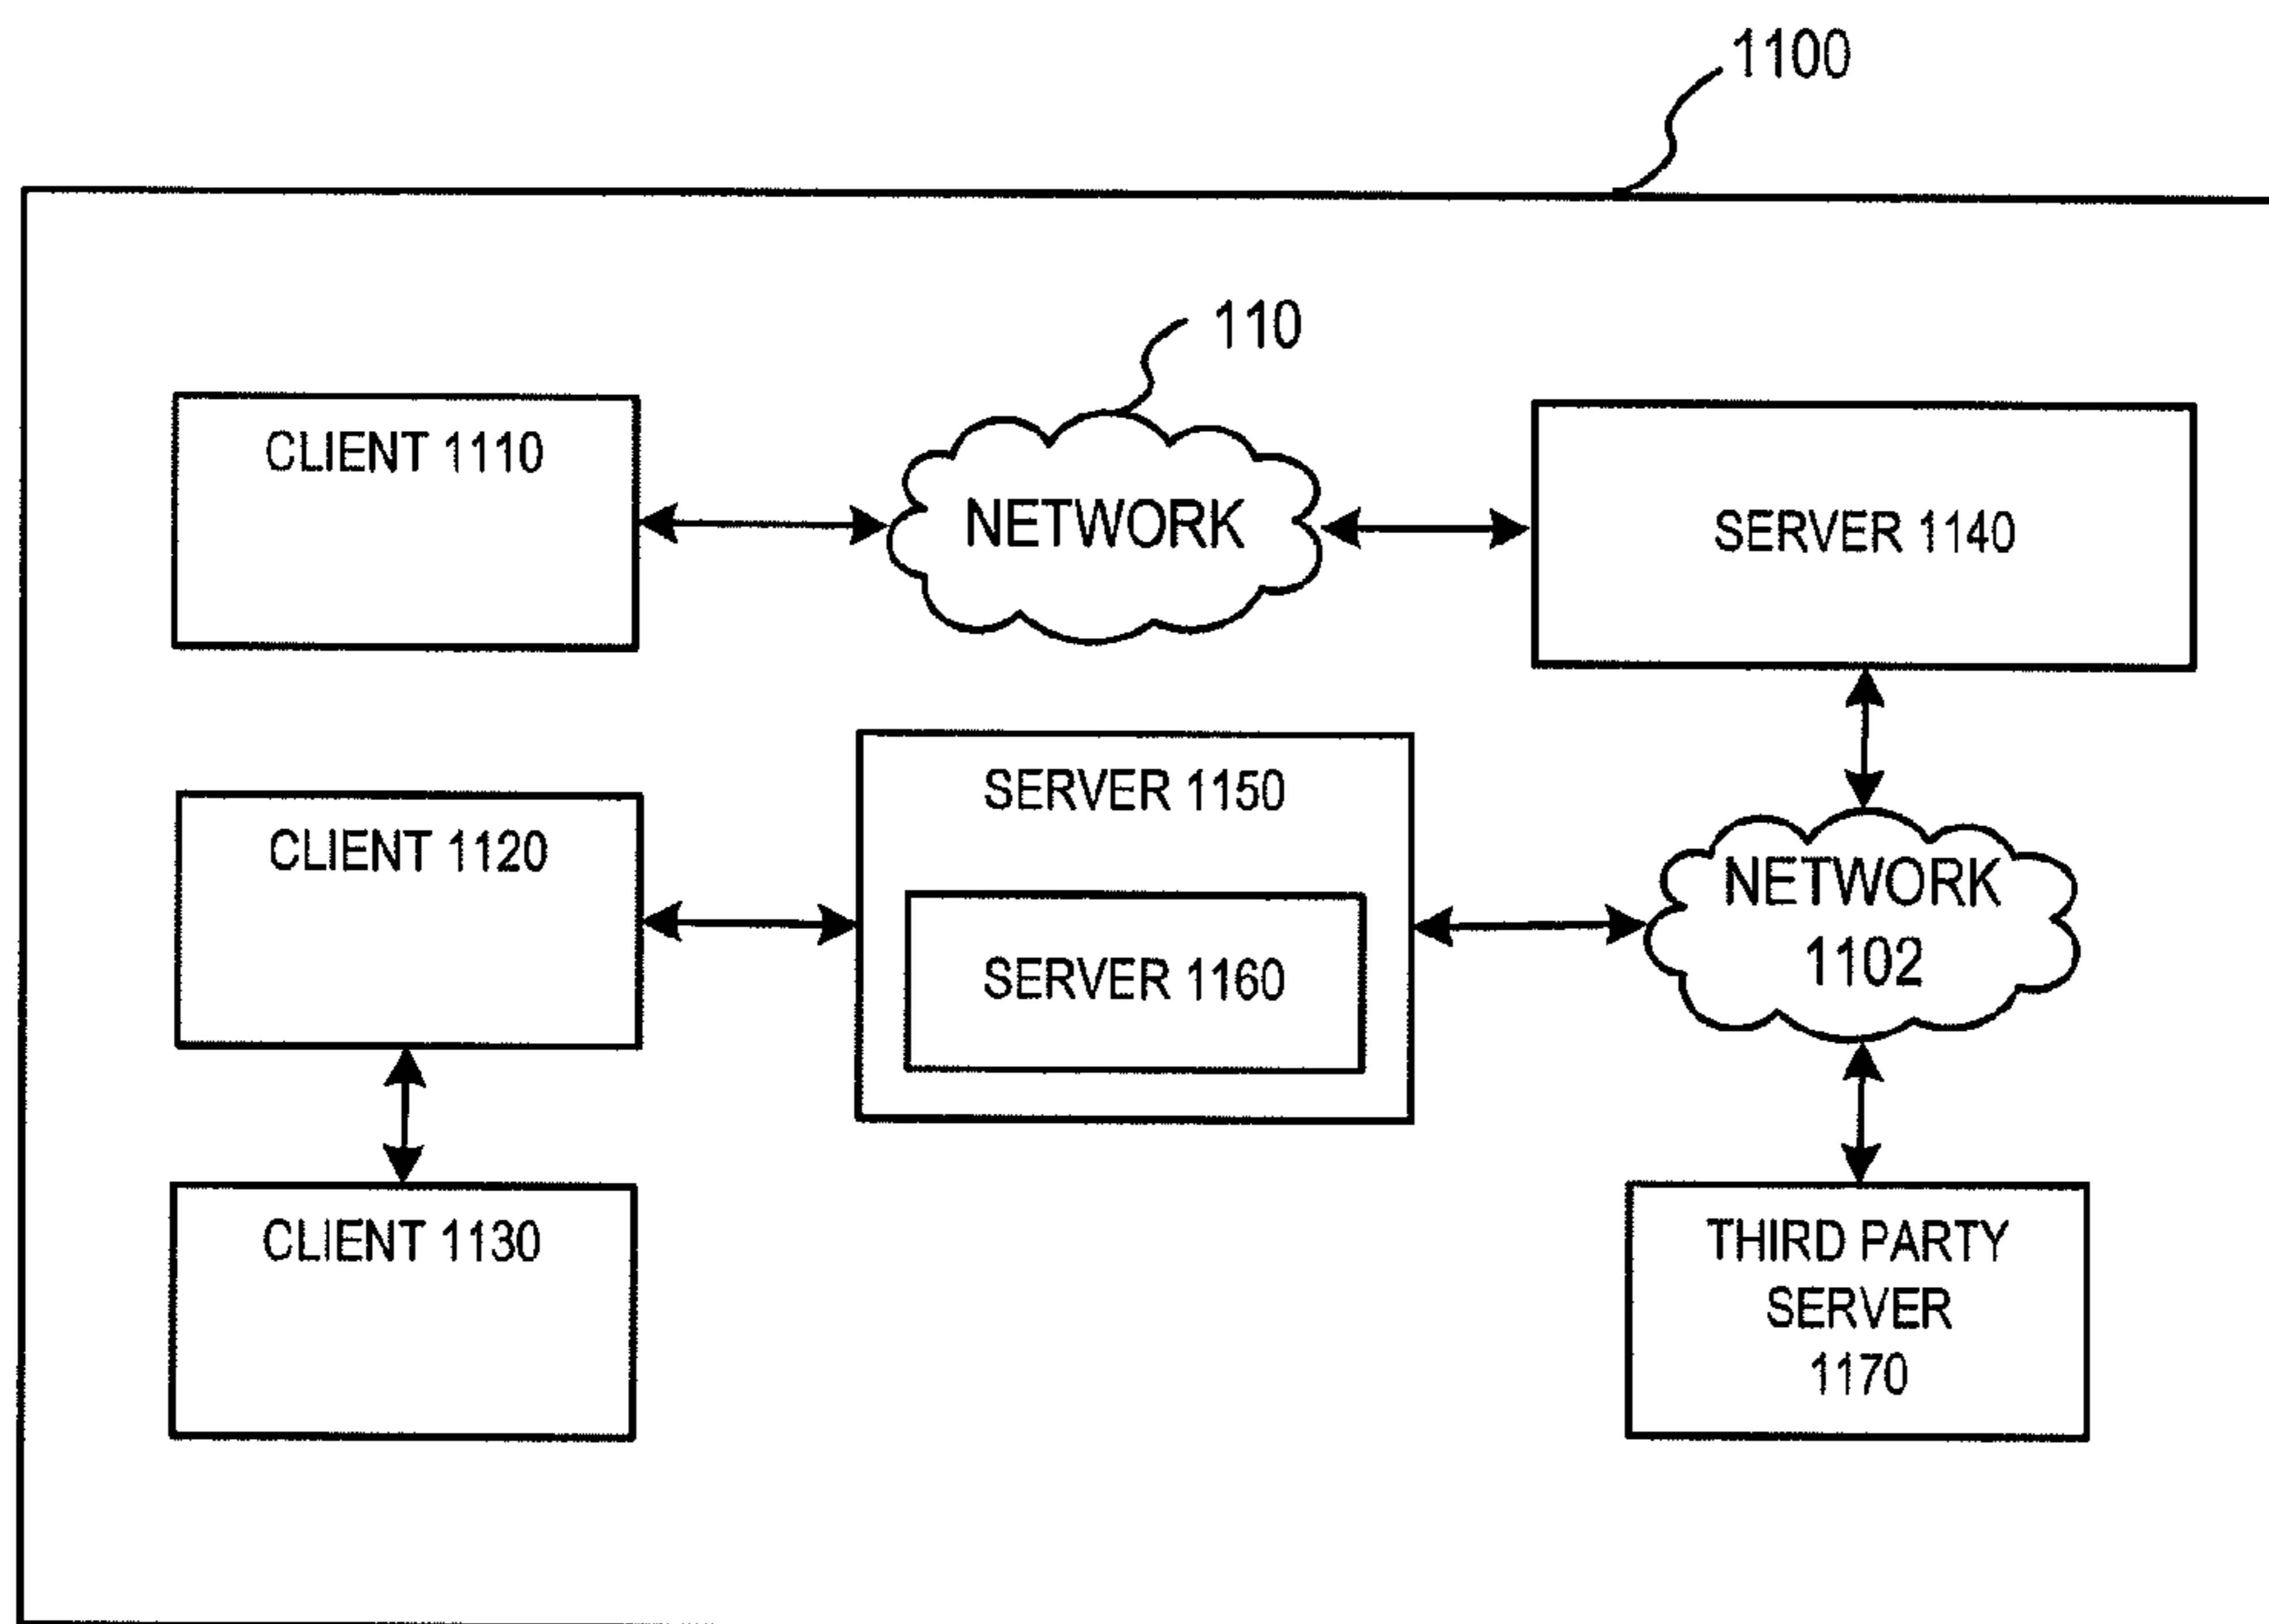 1100
110
CLIENT 1110
NETWORK
SERVER 1140
SERVER 1150
CLIENT 1120
NETWORK
1102
SERVER 1160
CLIENT 1130
THIRD PARTY
SERVER
1170